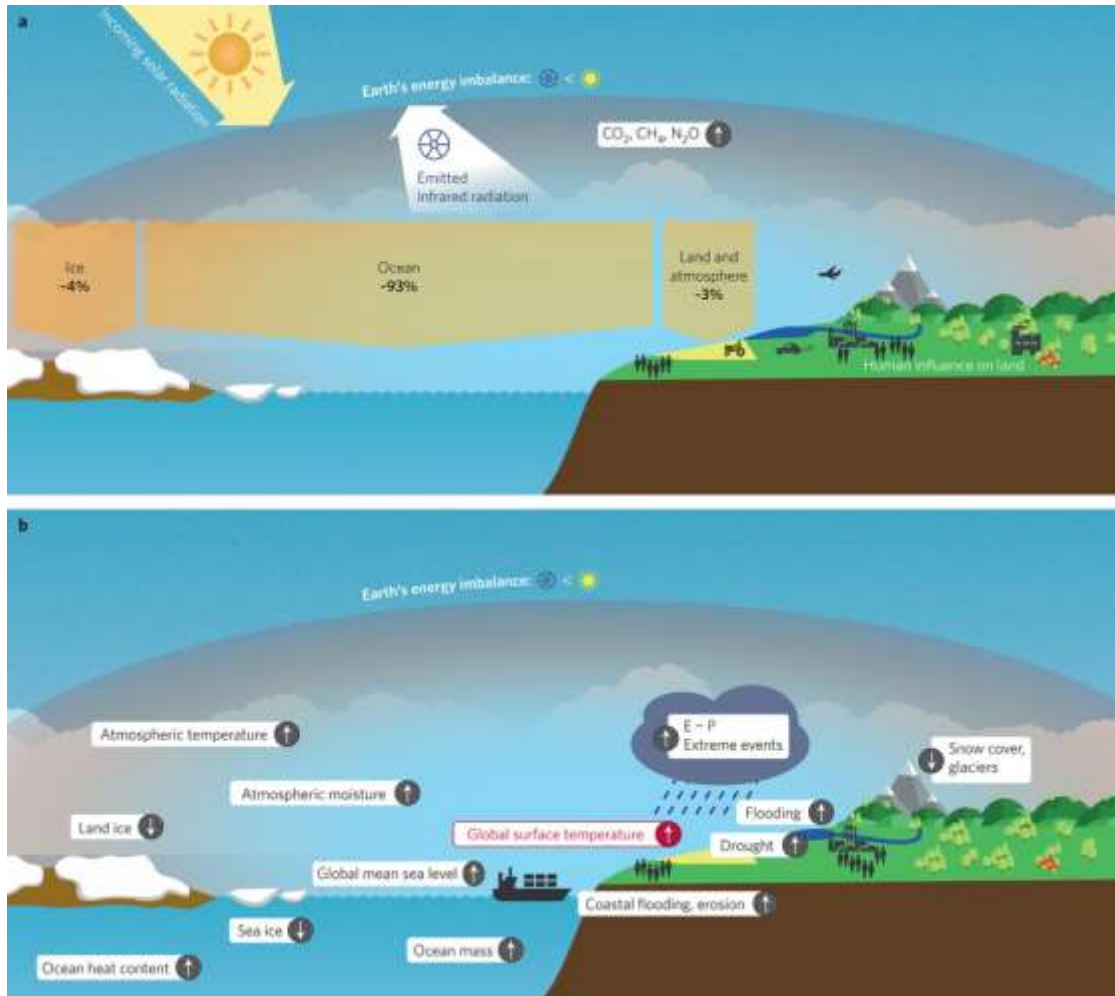 a
Incoming solar radiation
Earth's energy imbalance: <
CO₂, CH₄, N₂O ↑
Emitted
infrared radiation
Ice
~4%
Ocean
~93%
Land and
atmosphere
~3%
Human influence on land
b
Earth's energy imbalance: <
Atmospheric temperature ↑
↑ E – P
Extreme events
↓ Snow cover,
glaciers
Atmospheric moisture ↑
Flooding ↑
Land ice ↓
Global surface temperature ↑
Drought ↑
Global mean sea level ↑
Coastal flooding, erosion ↑
Sea ice ↓
Ocean mass ↑
Ocean heat content ↑